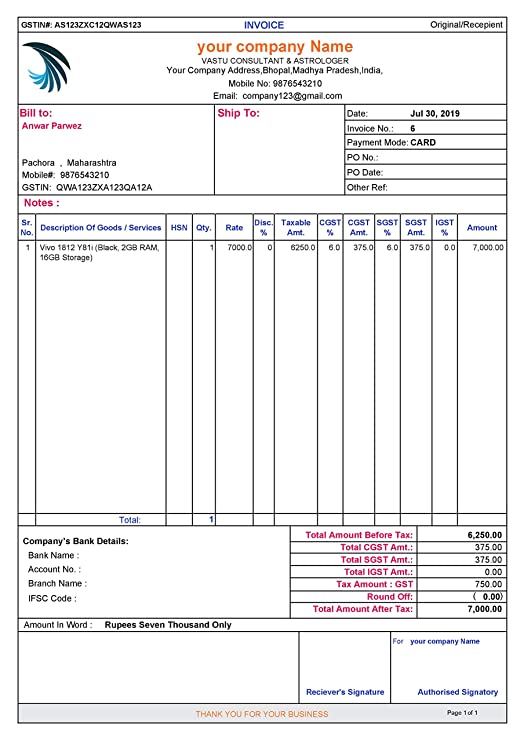 GSTIN#: AS123ZXC12QWAS123 INVOICE Original/Recepient
your company Name
VASTU CONSULTANT & ASTROLOGER
Your Company Address,Bhopal,Madhya Pradesh,India,
Mobile No: 9876543210
Email: company123@gmail.com
Bill to:
Anwar Parwez
Pachora , Maharashtra
Mobile#: 9876543210
GSTIN: QWA123ZXA123QA12A
Ship To:
Date: Jul 30, 2019
Invoice No.: 6
Payment Mode: CARD
PO No.:
PO Date:
Other Ref:
Notes :
Sr. No. Description Of Goods / Services HSN Qty. Rate Disc. % Taxable Amt. CGST % CGST Amt. SGST % SGST Amt. IGST % Amount
1 Vivo 1812 Y81i (Black, 2GB RAM, 1 7000.0 0 6250.0 6.0 375.0 6.0 375.0 0.0 7,000.00
16GB Storage)
Total: 1
Company's Bank Details:
Bank Name :
Account No. :
Branch Name :
IFSC Code :
Total Amount Before Tax: 6,250.00
Total CGST Amt.: 375.00
Total SGST Amt.: 375.00
Total IGST Amt.: 0.00
Tax Amount : GST 750.00
Round Off: ( 0.00)
Total Amount After Tax: 7,000.00
Amount In Word : Rupees Seven Thousand Only
For your company Name
Reciever's Signature Authorised Signatory
THANK YOU FOR YOUR BUSINESS Page 1 of 1